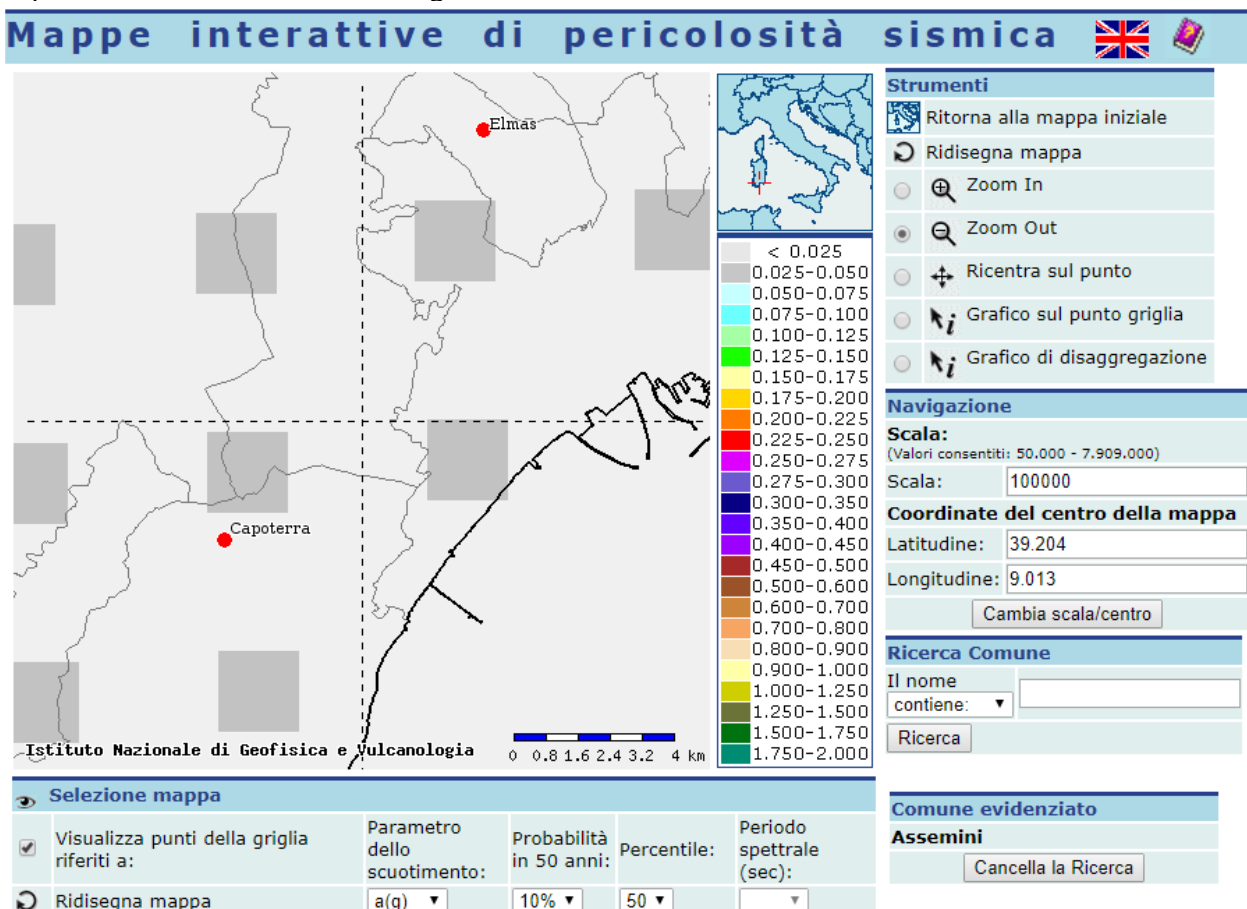 Mappe interattive di pericolosità sismica
Elmas
Capoterra
Istituto Nazionale di Geofisica e Vulcanologia
0 0.8 1.6 2.4 3.2 4 km
< 0.025
0.025-0.050
0.050-0.075
0.075-0.100
0.100-0.125
0.125-0.150
0.150-0.175
0.175-0.200
0.200-0.225
0.225-0.250
0.250-0.275
0.275-0.300
0.300-0.350
0.350-0.400
0.400-0.450
0.450-0.500
0.500-0.600
0.600-0.700
0.700-0.800
0.800-0.900
0.900-1.000
1.000-1.250
1.250-1.500
1.500-1.750
1.750-2.000
Strumenti
Ritorna alla mappa iniziale
Ridisegna mappa
Zoom In
Zoom Out
Ricentra sul punto
Grafico sul punto griglia
Grafico di disaggregazione
Navigazione
Scala:
(Valori consentiti: 50.000 - 7.909.000)
Scala: 100000
Coordinate del centro della mappa
Latitudine: 39.204
Longitudine: 9.013
Cambia scala/centro
Ricerca Comune
Il nome
contiene:
Ricerca
Selezione mappa
Visualizza punti della griglia
riferiti a:
Parametro
dello
scuotimento:
Probabilità
in 50 anni:
Percentile:
Periodo
spettrale
(sec):
Ridisegna mappa
a(g)
10%
50
Comune evidenziato
Assemini
Cancella la Ricerca